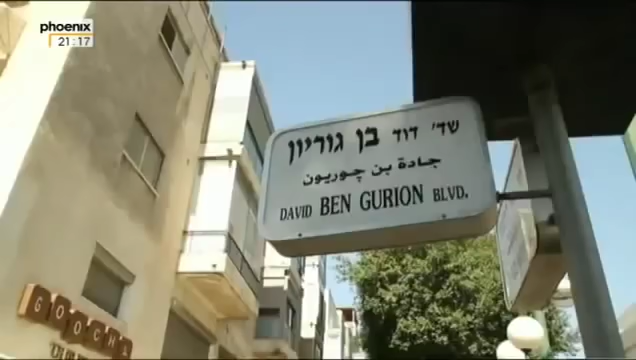 phoenix
21:17
שד' דוד בן גוריון
جادة بن چوريون
DAVID BEN GURION BLVD.
GOOCHA